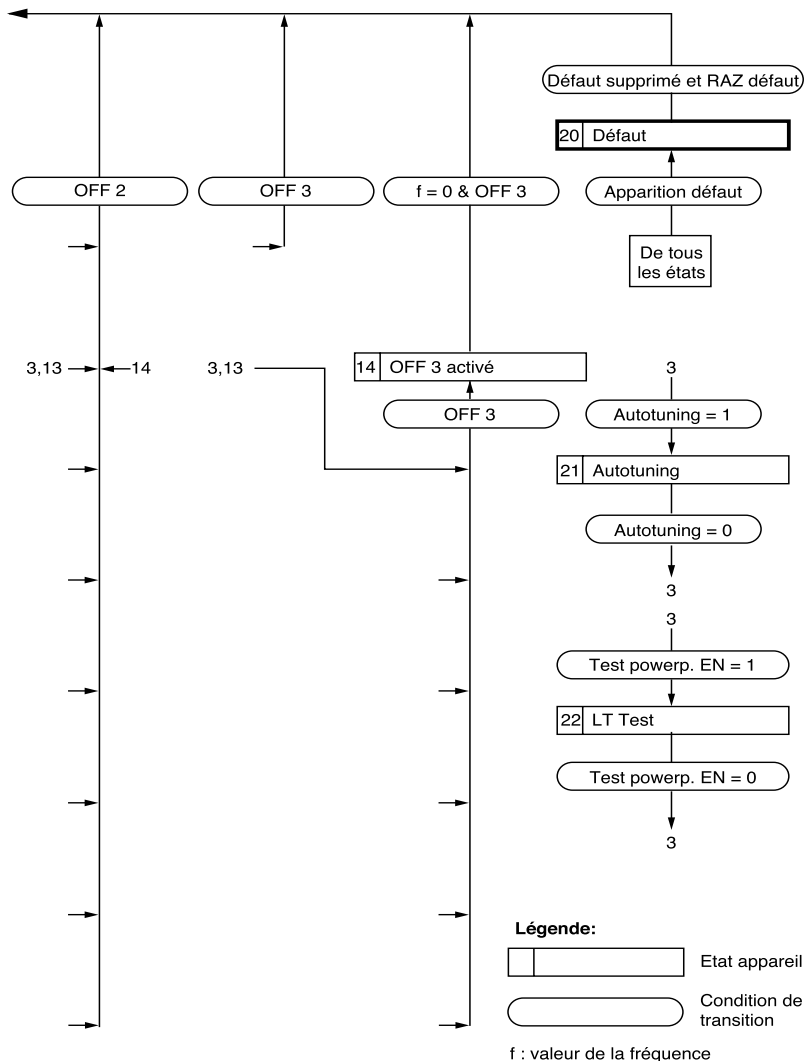 Défaut supprimé et RAZ défaut
20 Défaut
OFF 2
OFF 3
f = 0 & OFF 3
Apparition défaut
De tous
les états
3,13
14
3,13
14 OFF 3 activé
3
OFF 3
Autotuning = 1
21 Autotuning
Autotuning = 0
3
3
Test powerp. EN = 1
22 LT Test
Test powerp. EN = 0
3
Légende:
Etat appareil
Condition de
transition
f : valeur de la fréquence